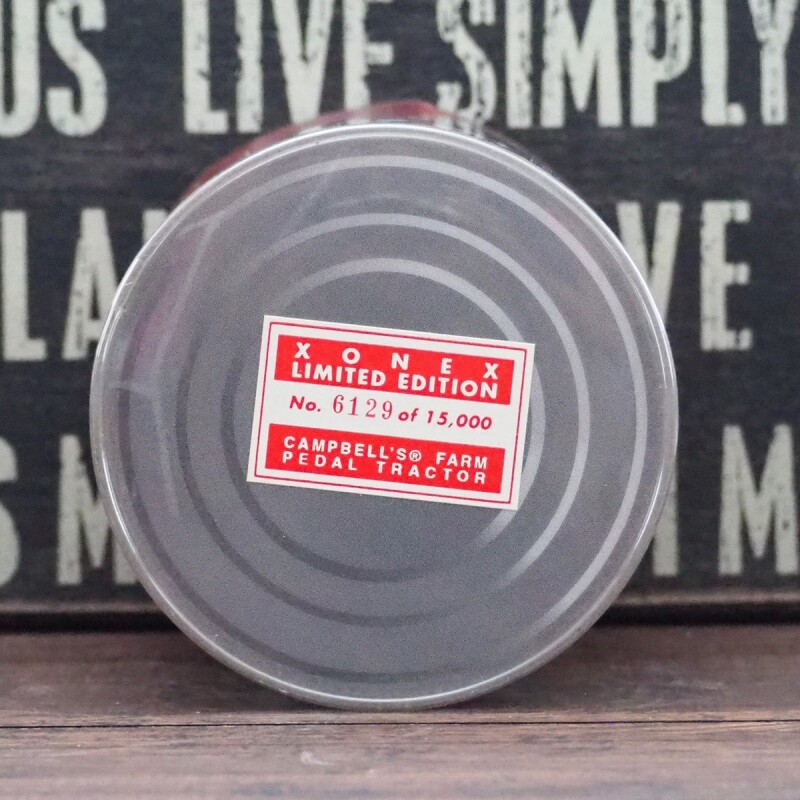 US LIVE SIMPLY
LA VE
XONEX
LIMITED EDITION
No. 6129 of 15,000
CAMPBELL'S® FARM
PEDAL TRACTOR
S M M